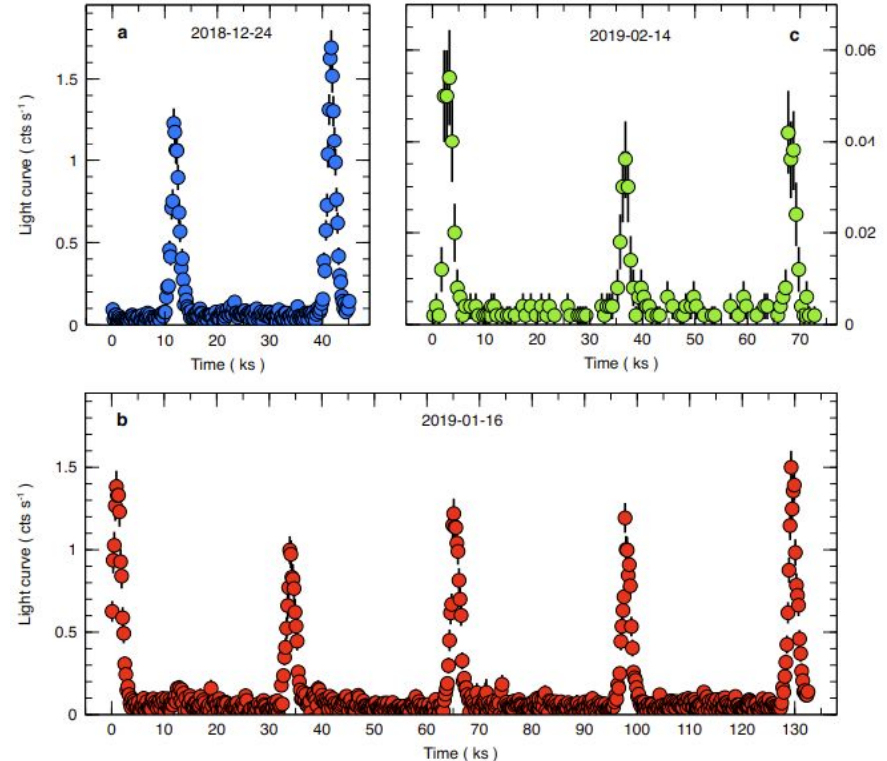 a 2018-12-24
1.5
1
0.5
0
Light curve ( cts s⁻¹ )
0 10 20 30 40
Time ( ks )
2019-02-14 c
0.06
0.04
0.02
0
0 10 20 30 40 50 60 70
Time ( ks )
b 2019-01-16
1.5
1
0.5
0
Light curve ( cts s⁻¹ )
0 10 20 30 40 50 60 70 80 90 100 110 120 130
Time ( ks )